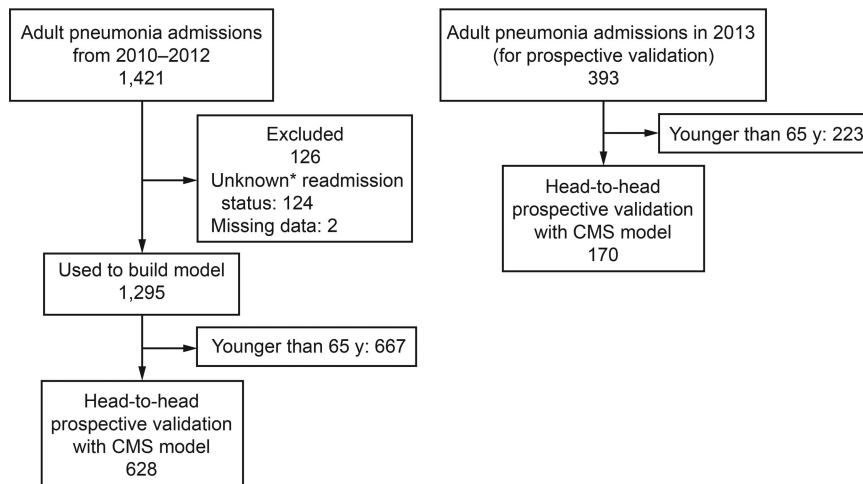 Adult pneumonia admissions
from 2010–2012
1,421
Excluded
126
Unknown* readmission
status: 124
Missing data: 2
Used to build model
1,295
Younger than 65 y: 667
Head-to-head
prospective validation
with CMS model
628
Adult pneumonia admissions in 2013
(for prospective validation)
393
Younger than 65 y: 223
Head-to-head
prospective validation
with CMS model
170